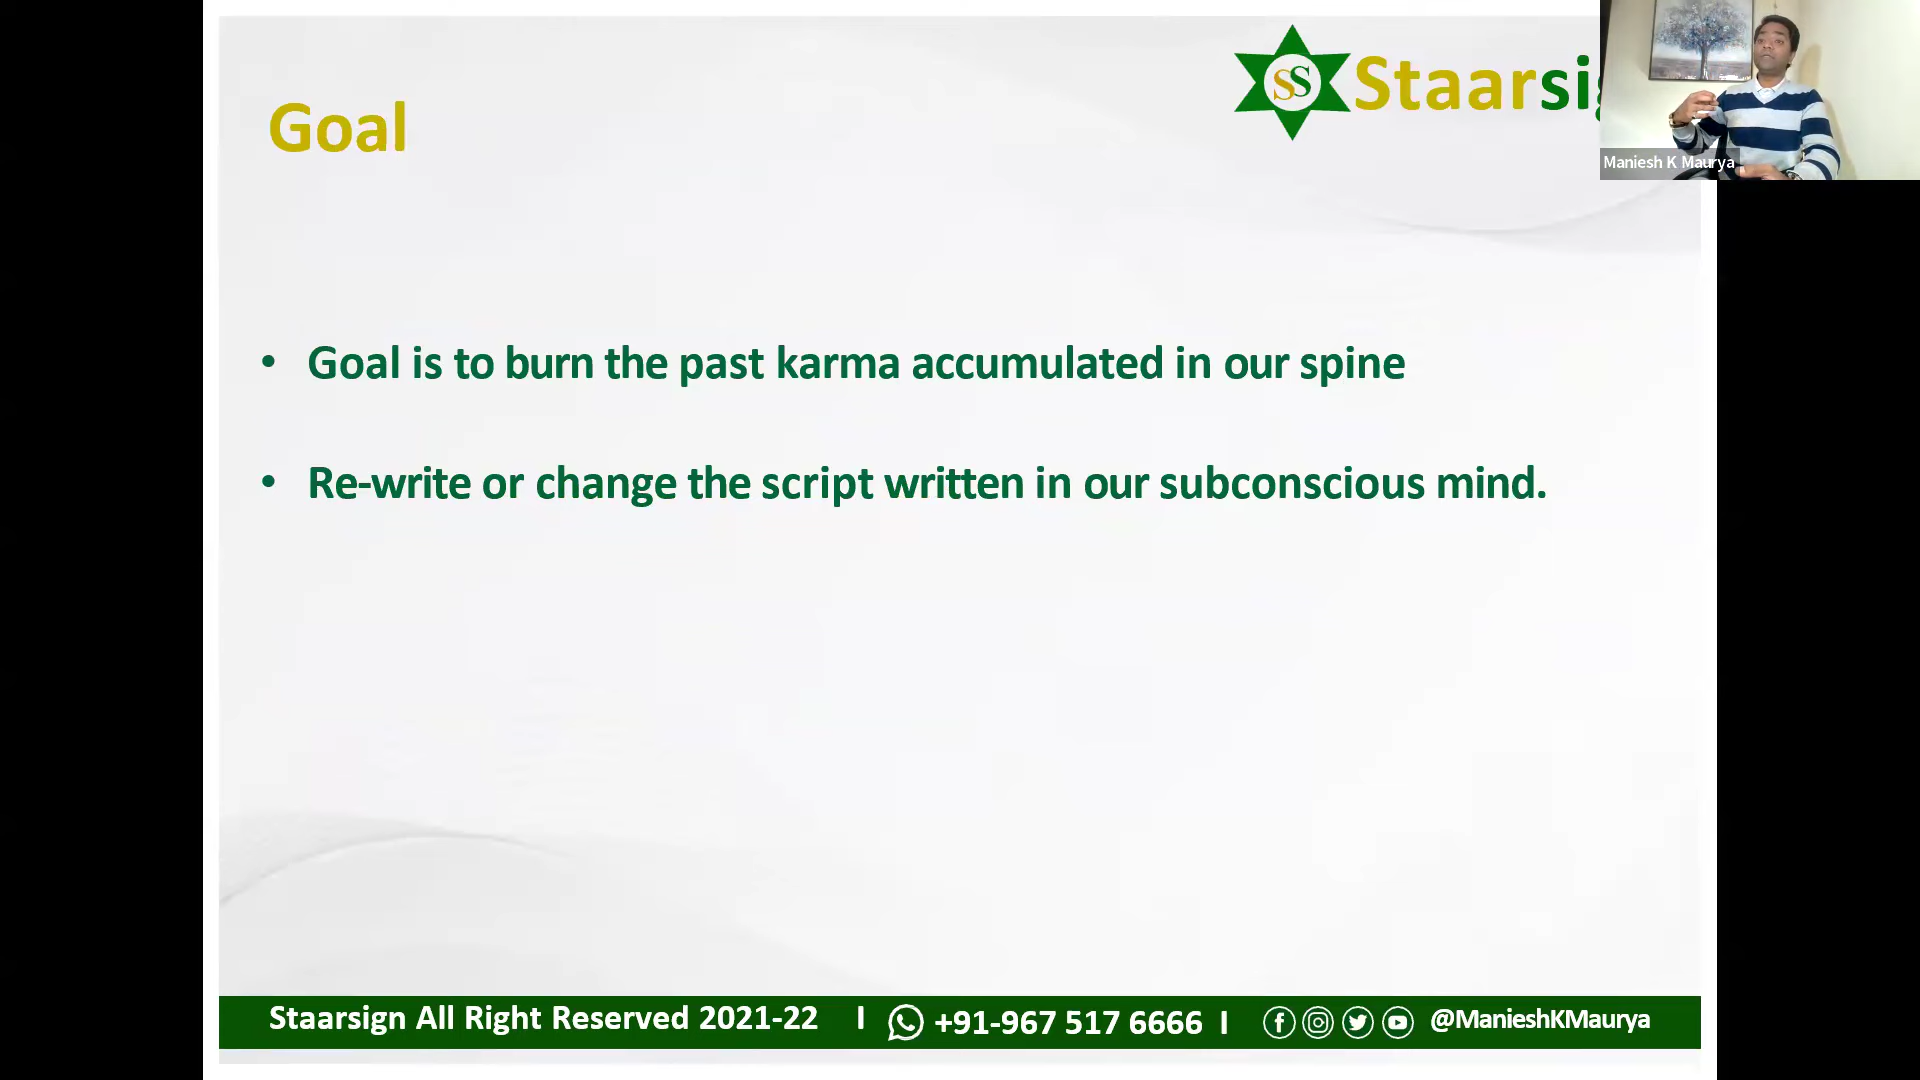 Goal
SS
Maniesh K Maurya
• Goal is to burn the past karma accumulated in our spine
• Re-write or change the script written in our subconscious mind.
Staarsign All Right Reserved 2021-22 I +91-967 517 6666 I @ManieshKMaurya